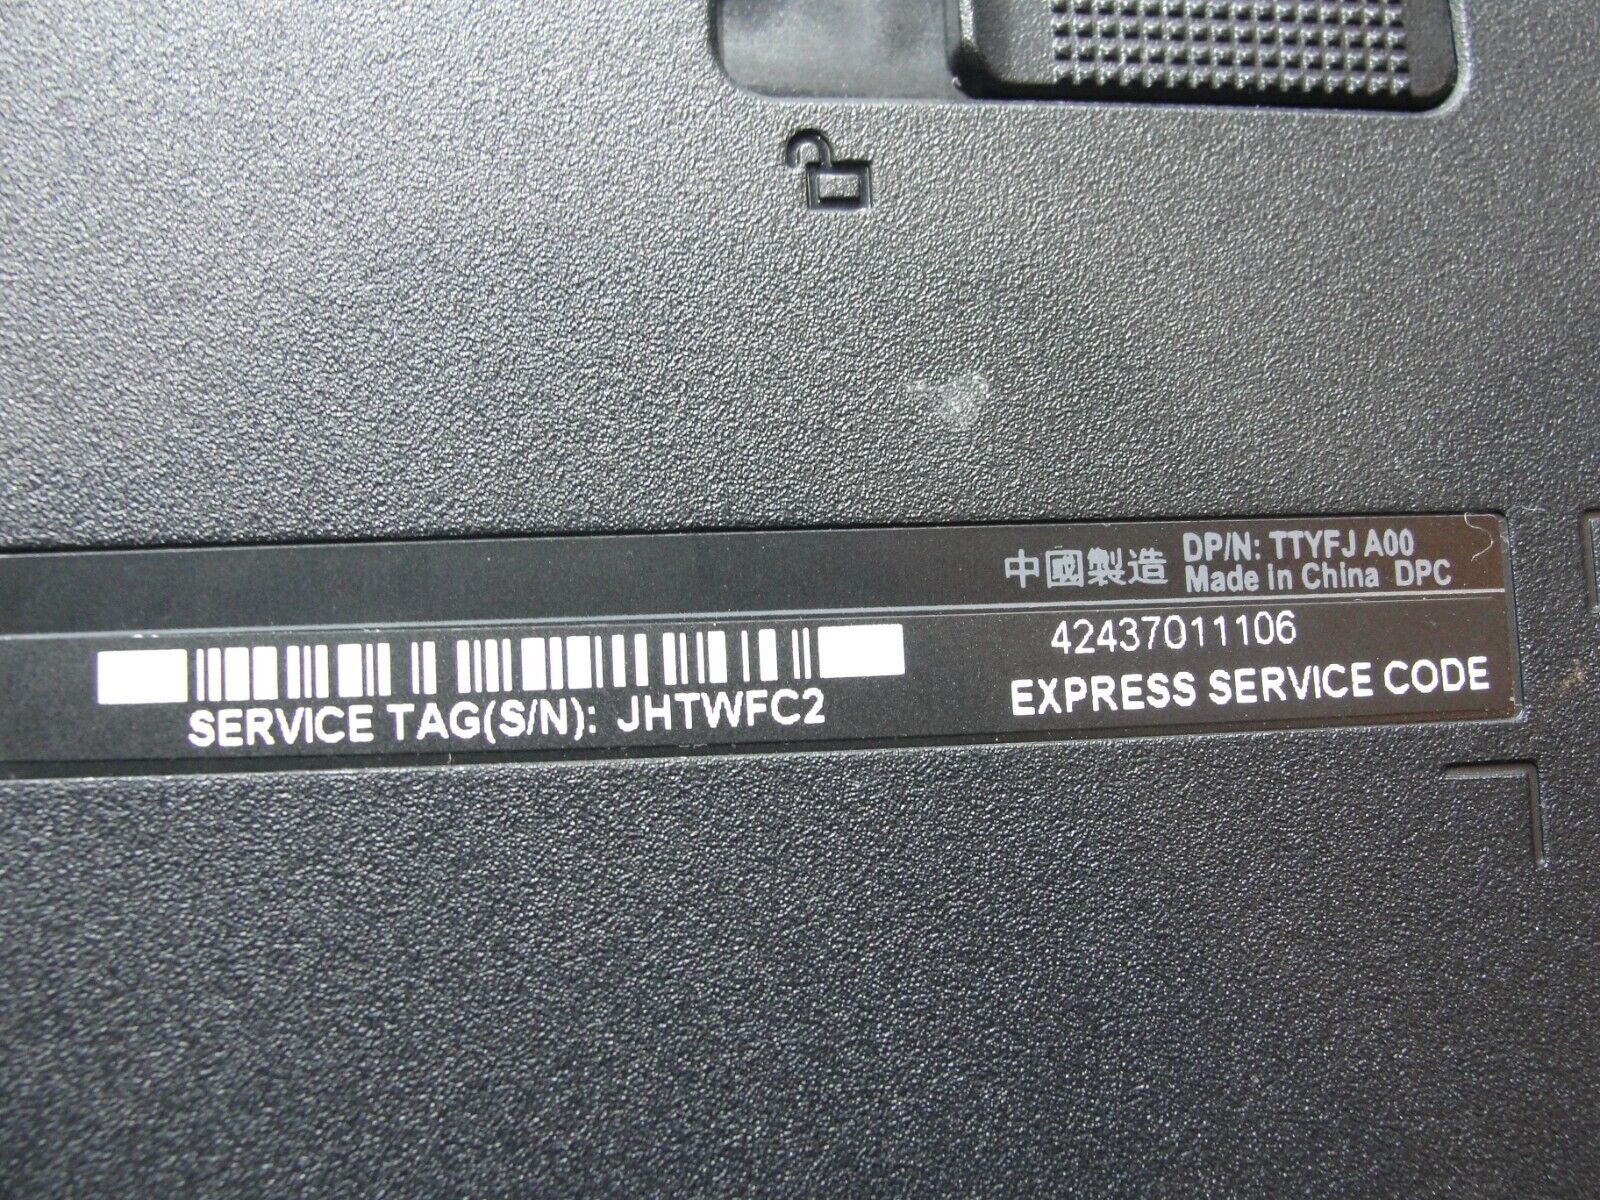 中國製造 DP/N: TTYFJ A00
Made in China DPC
42437011106
SERVICE TAG(S/N): JHTWFC2 EXPRESS SERVICE CODE